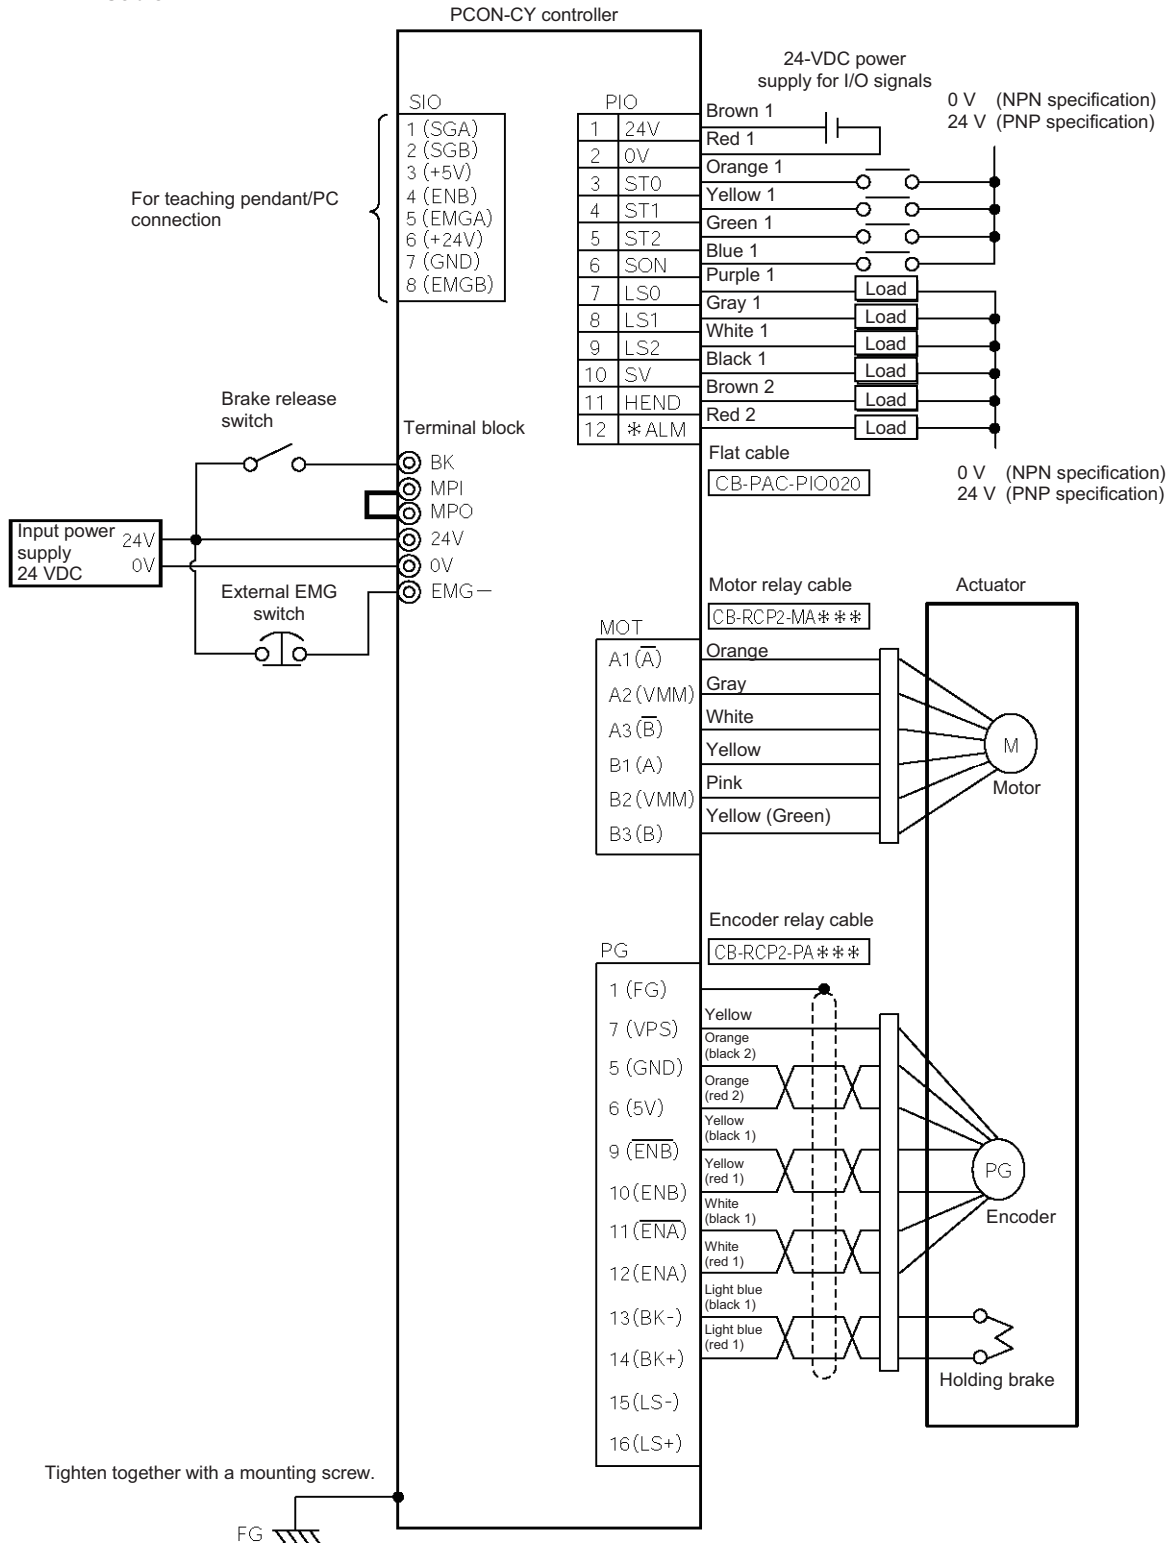 PCON-CY controller
24-VDC power
supply for I/O signals
0 V (NPN specification)
24 V (PNP specification)
SIO
1 (SGA)
2 (SGB)
3 (+5V)
4 (ENB)
5 (EMGA)
6 (+24V)
7 (GND)
8 (EMGB)
For teaching pendant/PC
connection
PIO
1 24V
2 0V
3 ST0
4 ST1
5 ST2
6 SON
7 LS0
8 LS1
9 LS2
10 SV
11 HEND
12 *ALM
Brown 1
Red 1
Orange 1
Yellow 1
Green 1
Blue 1
Purple 1
Gray 1
White 1
Black 1
Brown 2
Red 2
Load
Load
Load
Load
Load
Load
Flat cable
CB-PAC-PIO020
0 V (NPN specification)
24 V (PNP specification)
Brake release
switch
Terminal block
BK
MPI
MPO
24V
0V
EMG-
Input power
supply
24 VDC
24V
0V
External EMG
switch
Motor relay cable
CB-RCP2-MA***
Actuator
MOT
A1 (A̅)
A2 (VMM)
A3 (B̅)
B1 (A)
B2 (VMM)
B3 (B)
Orange
Gray
White
Yellow
Pink
Yellow (Green)
M
Motor
Encoder relay cable
CB-RCP2-PA***
PG
1 (FG)
7 (VPS)
5 (GND)
6 (5V)
9 (E̅N̅B̅)
10 (ENB)
11 (E̅N̅A̅)
12 (ENA)
13 (BK-)
14 (BK+)
15 (LS-)
16 (LS+)
Yellow
Orange
(black 2)
Orange
(red 2)
Yellow
(black 1)
Yellow
(red 1)
White
(black 1)
White
(red 1)
Light blue
(black 1)
Light blue
(red 1)
PG
Encoder
Holding brake
Tighten together with a mounting screw.
FG